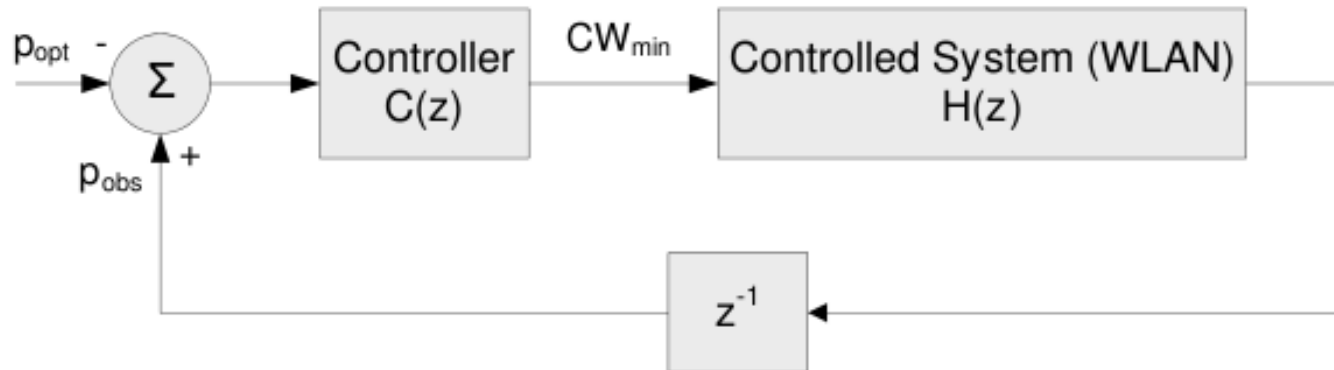 p_opt -
Σ
+
p_obs
Controller
C(z)
CW_min
Controlled System (WLAN)
H(z)
z^-1